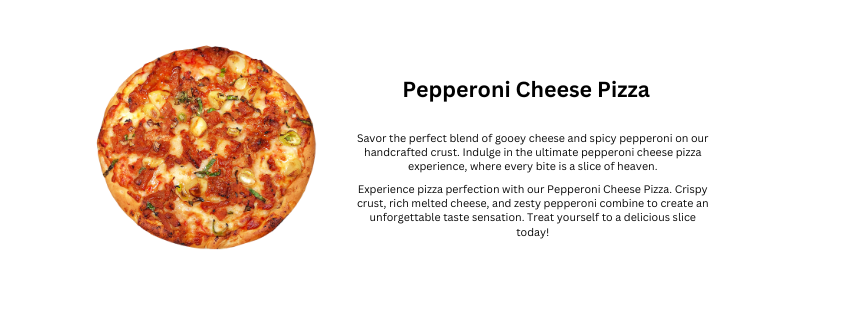 Pepperoni Cheese Pizza
Savor the perfect blend of gooey cheese and spicy pepperoni on our
handcrafted crust. Indulge in the ultimate pepperoni cheese pizza
experience, where every bite is a slice of heaven.
Experience pizza perfection with our Pepperoni Cheese Pizza. Crispy
crust, rich melted cheese, and zesty pepperoni combine to create an
unforgettable taste sensation. Treat yourself to a delicious slice
today!